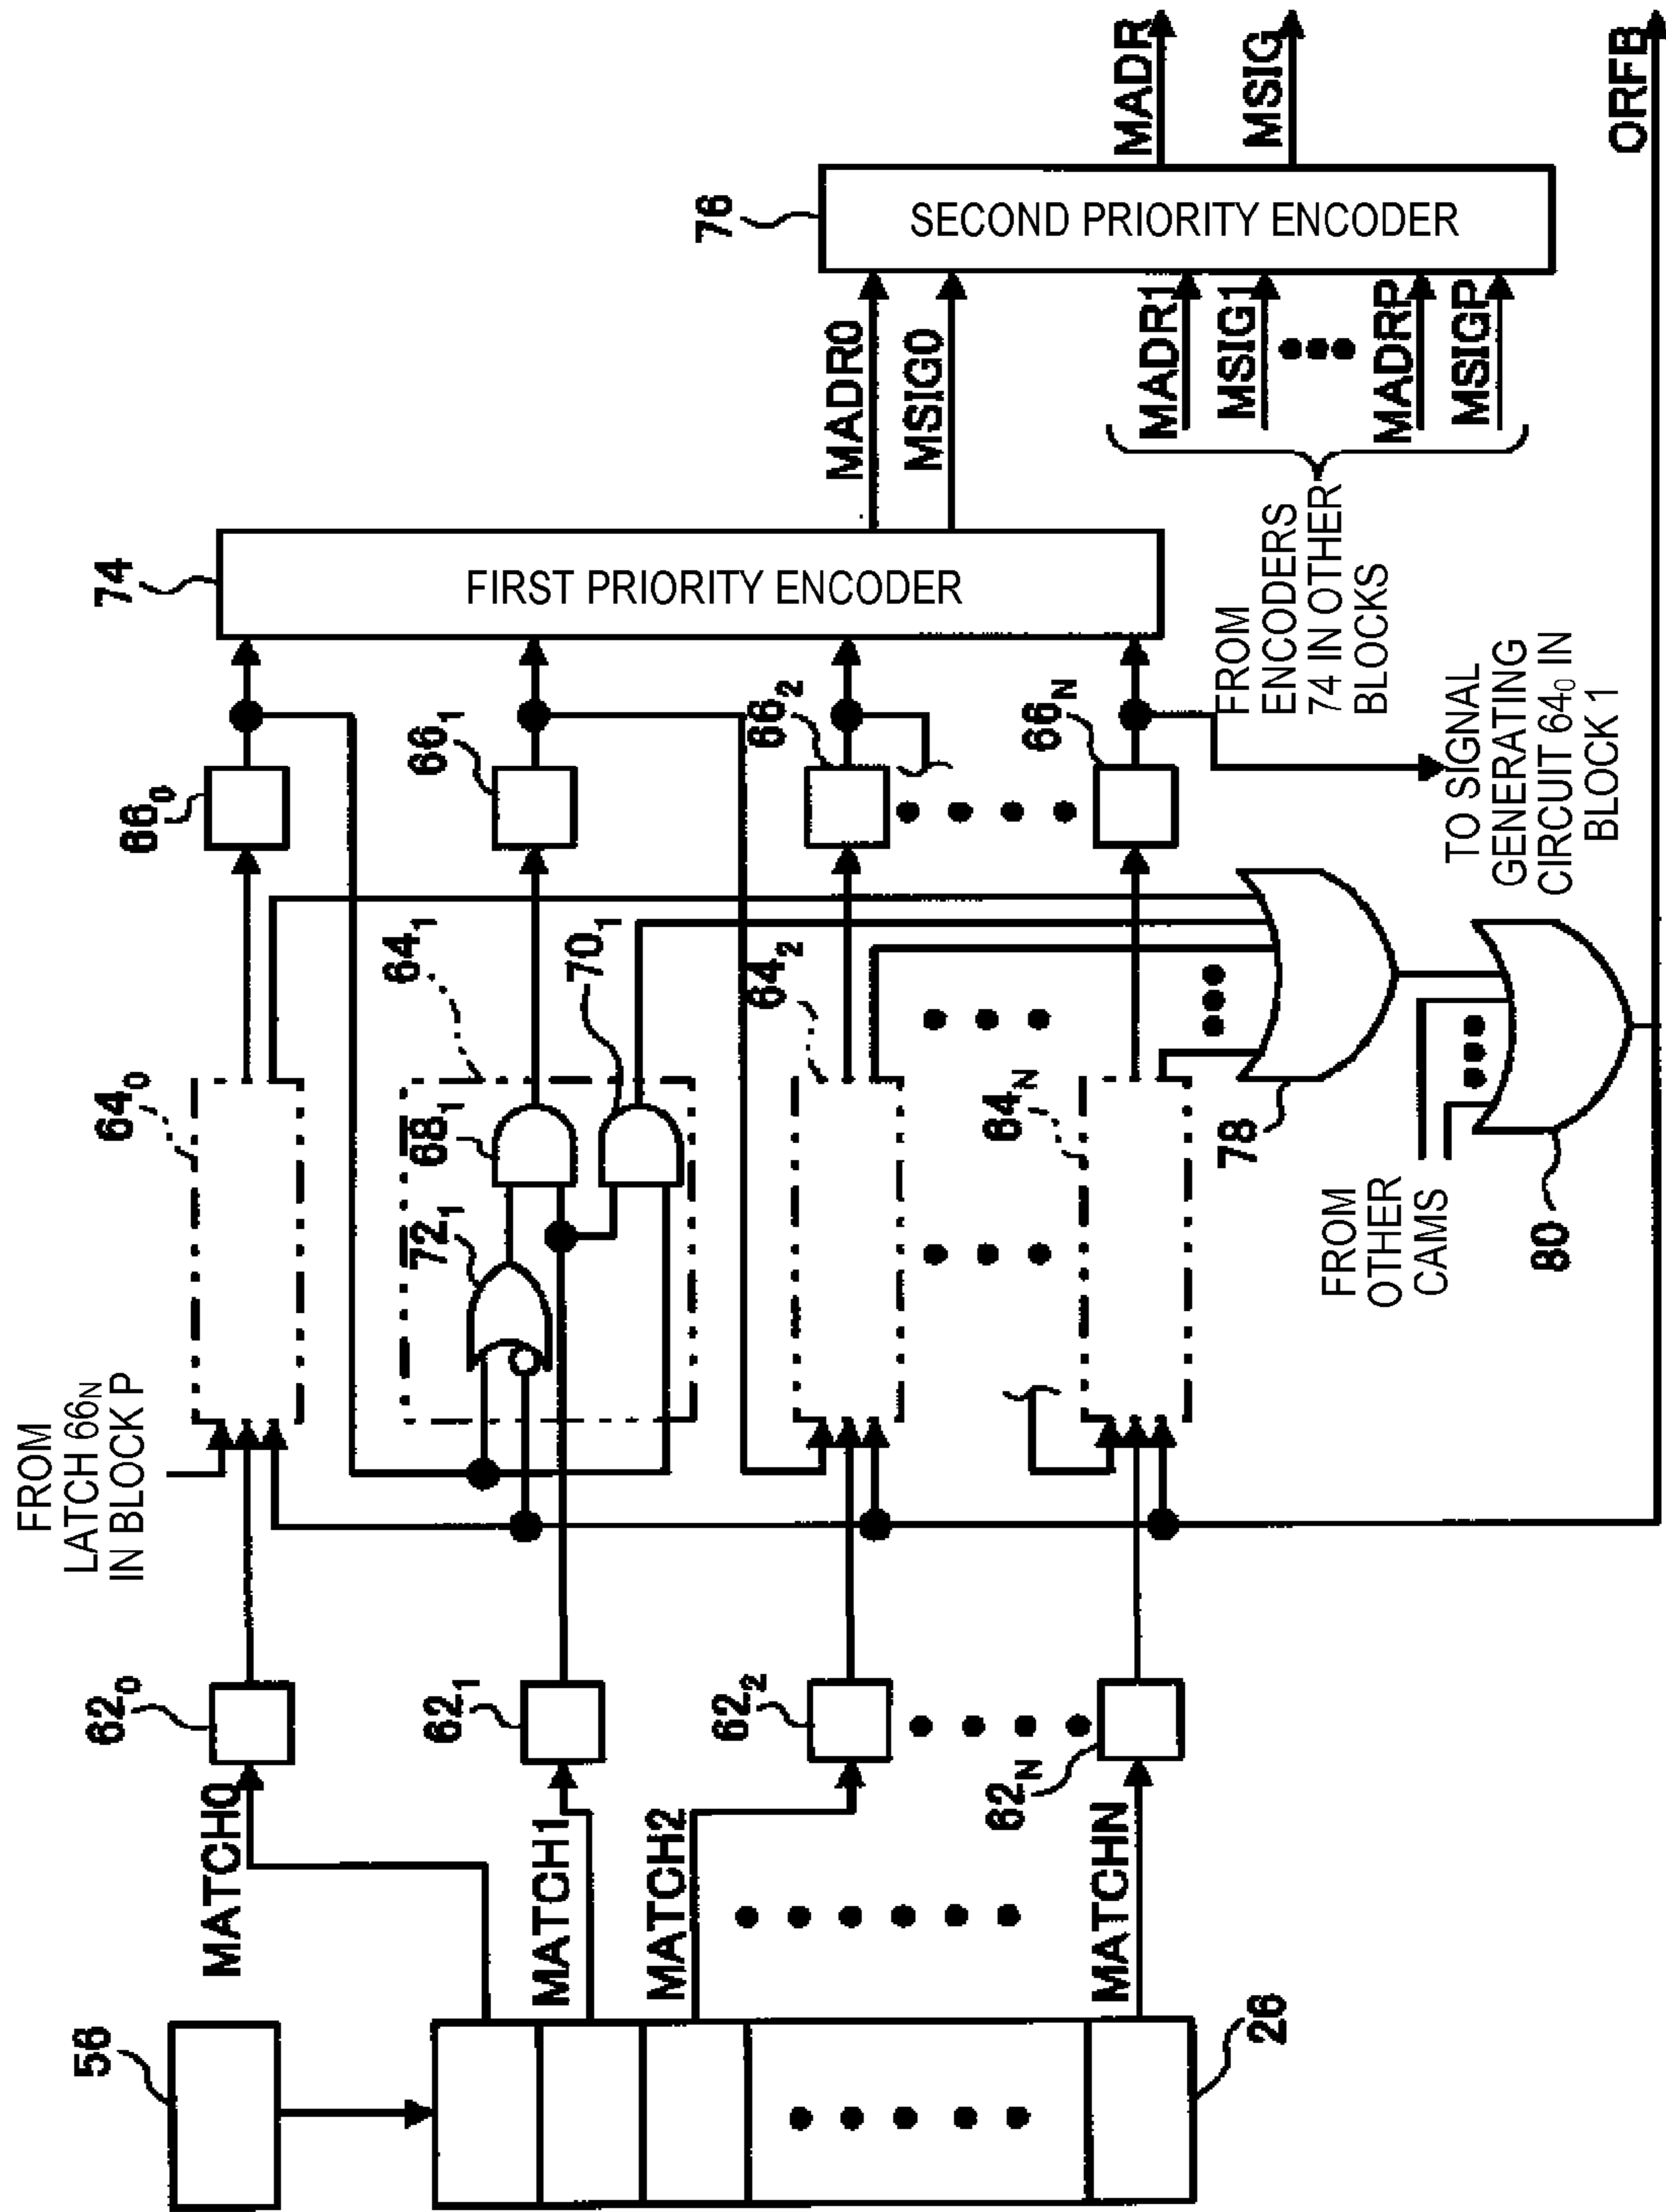 56
26
MATCH0
MATCH1
MATCH2
MATCHN
62₀
62₁
62₂
62N
FROM
LATCH 66N
IN BLOCK P
64₀
64₁
72₁
68₁
70₁
64₂
64N
66₀
66₁
66₂
66N
74
FIRST PRIORITY ENCODER
MADR0
MSIG0
76
SECOND PRIORITY ENCODER
MADR1
MSIG1
MADRP
MSIGP
FROM
ENCODERS
74 IN OTHER
BLOCKS
MADR
MSIG
ORFB
TO SIGNAL
GENERATING
CIRCUIT 64₀ IN
BLOCK 1
78
FROM
OTHER
CAMS
80